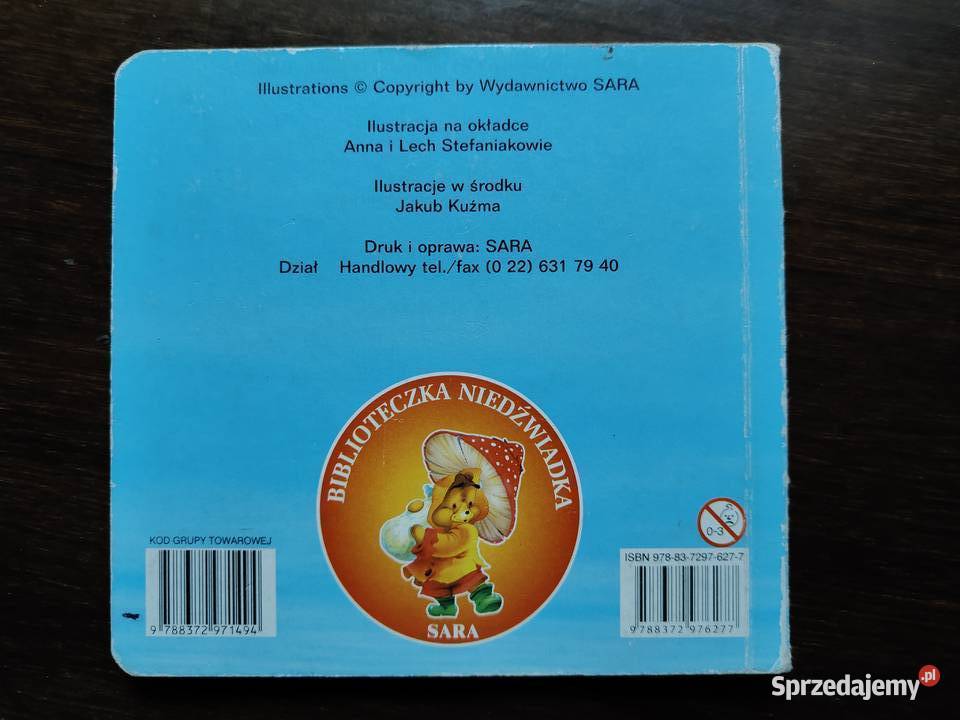 Illustrations © Copyright by Wydawnictwo SARA
Ilustracja na okładce
Anna i Lech Stefaniakowie
Ilustracje w środku
Jakub Kuźma
Druk i oprawa: SARA
Dział Handlowy tel./fax (0 22) 631 79 40
BIBLIOTECZKA NIEDŹWIADKA
SARA
KOD GRUPY TOWAROWEJ
9 788372 971494
0-3
ISBN 978-83-7297-627-7
9 788372 976277
Sprzedajemy.pl